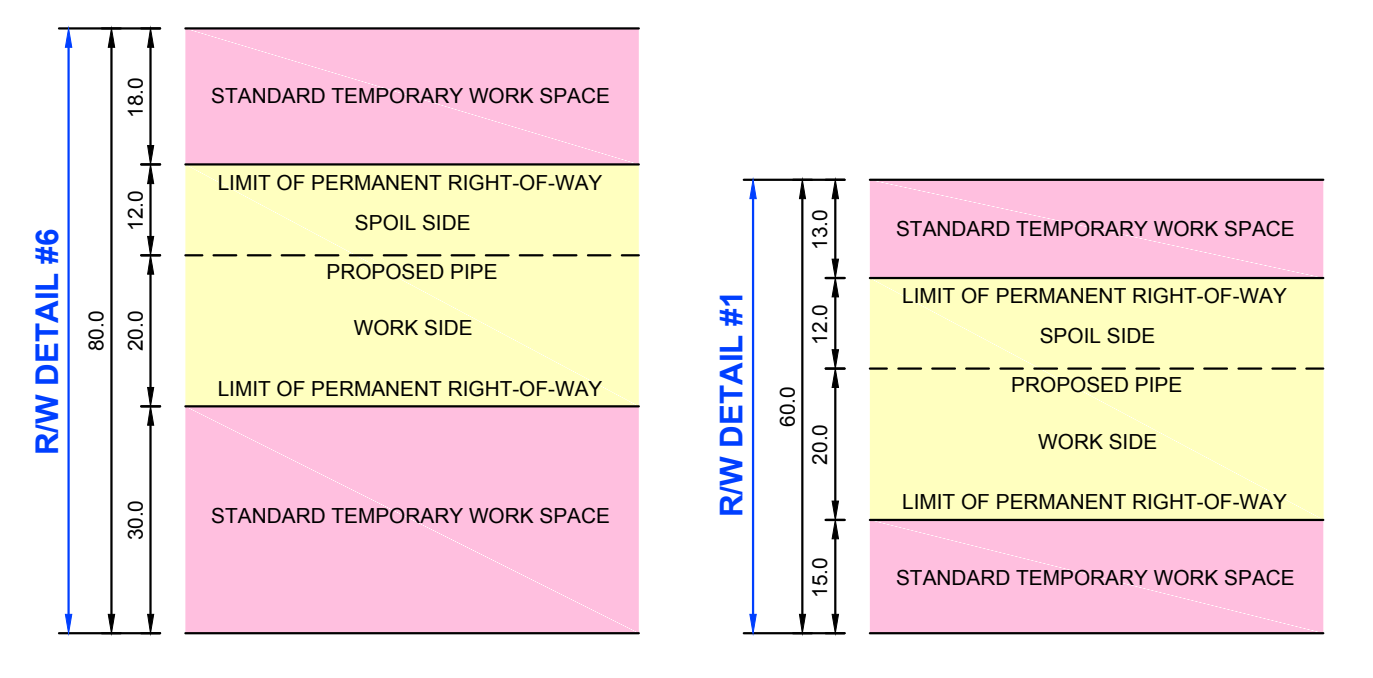 R/W DETAIL #6
80.0
18.0
12.0
20.0
30.0
STANDARD TEMPORARY WORK SPACE
LIMIT OF PERMANENT RIGHT-OF-WAY
SPOIL SIDE
PROPOSED PIPE
WORK SIDE
LIMIT OF PERMANENT RIGHT-OF-WAY
STANDARD TEMPORARY WORK SPACE
R/W DETAIL #1
60.0
13.0
12.0
20.0
15.0
STANDARD TEMPORARY WORK SPACE
LIMIT OF PERMANENT RIGHT-OF-WAY
SPOIL SIDE
PROPOSED PIPE
WORK SIDE
LIMIT OF PERMANENT RIGHT-OF-WAY
STANDARD TEMPORARY WORK SPACE